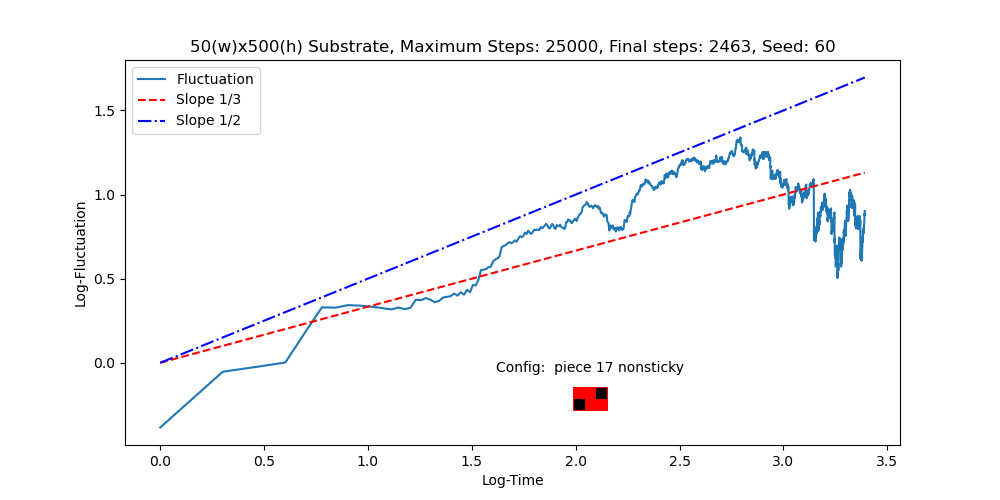 50(w)x500(h) Substrate, Maximum Steps: 25000, Final steps: 2463, Seed: 60
Fluctuation
Slope 1/3
Slope 1/2
1.5
1.0
0.5
0.0
Log-Fluctuation
Config:  piece 17 nonsticky
0.0 0.5 1.0 1.5 2.0 2.5 3.0 3.5
Log-Time